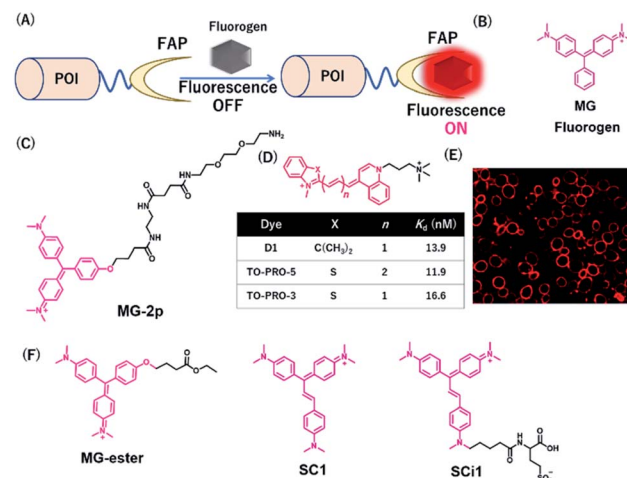 (A)
Fluorogen
FAP
FAP
POI
POI
Fluorescence
OFF
Fluorescence
ON
(B)
N
N
+
MG
Fluorogen
(C)
NH2
O
O
HN
O
O
NH
HN
O
N
O
N
+
MG-2p
(D)
X
N
+
n
N
N
+
Dye X n Kd (nM)
D1 C(CH3)2 1 13.9
TO-PRO-5 S 2 11.9
TO-PRO-3 S 1 16.6
(E)
(F)
N
O
O
O
N
+
MG-ester
N
N
+
N
SC1
N
N
+
N
O
H
N
O
OH
SO−
SCi1